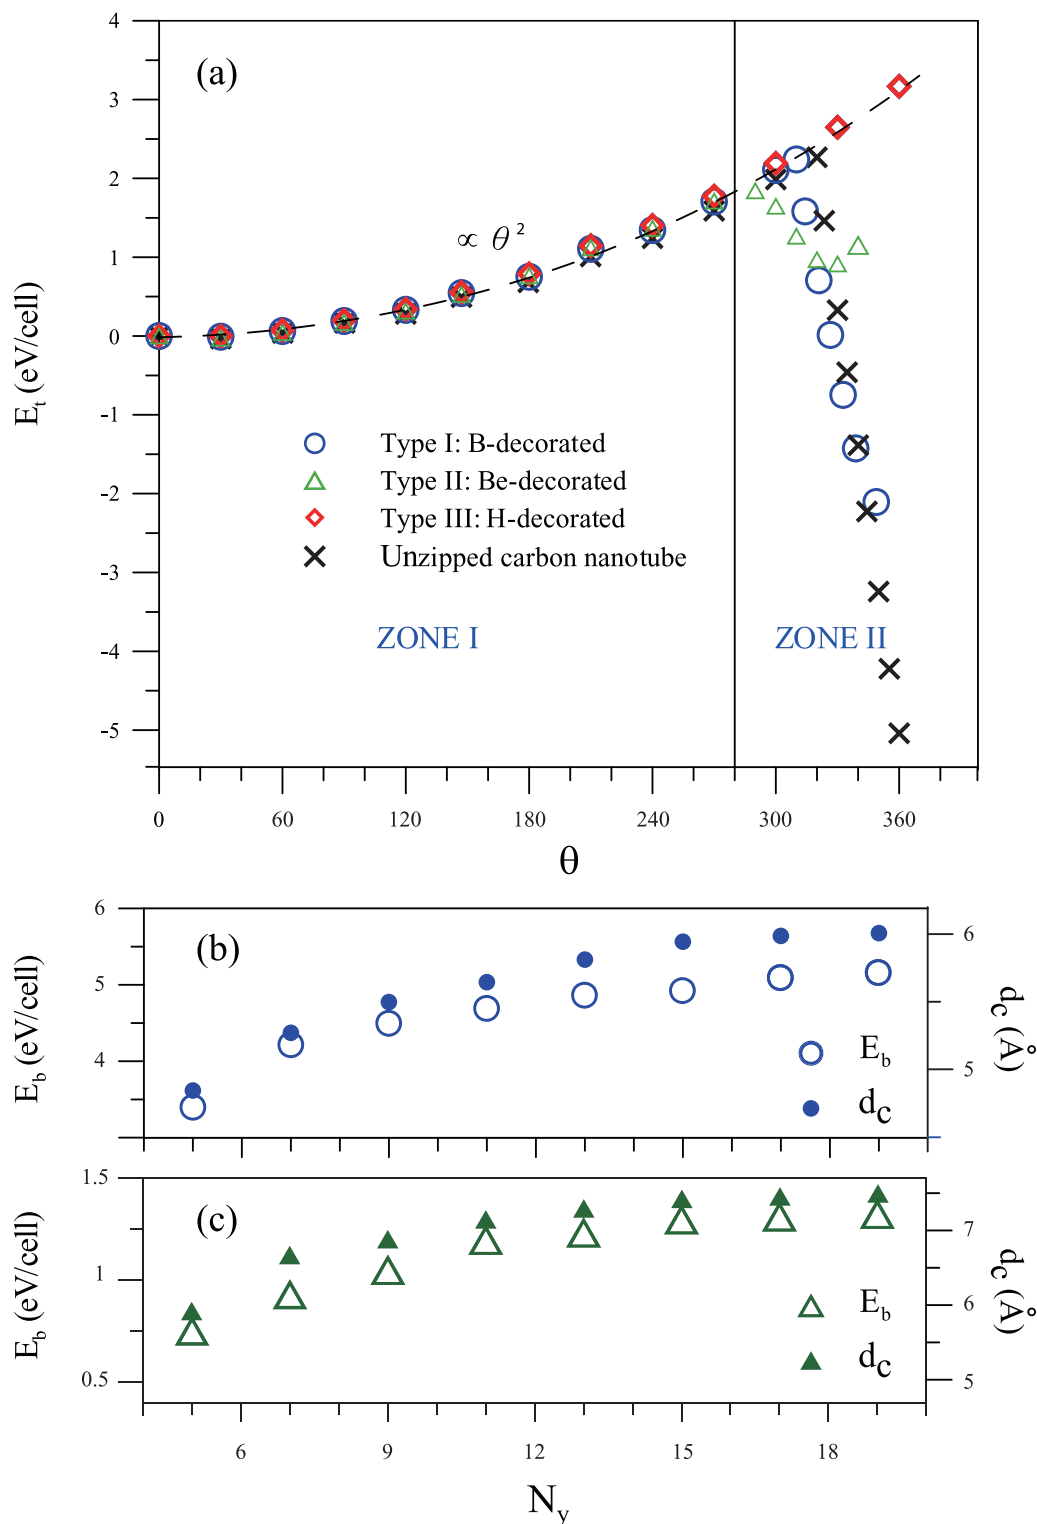 4
(a)
3
2
∝ θ ²
1
0
E_t (eV/cell)
-1
Type I: B-decorated
Type II: Be-decorated
-2
Type III: H-decorated
Unzipped carbon nanotube
-3
ZONE I
ZONE II
-4
-5
0 60 120 180 240 300 360
θ
6
(b)
6
5
E_b (eV/cell)
d_c (Å)
E_b
4
5
d_c
1.5
(c)
7
1
E_b (eV/cell)
d_c (Å)
E_b
6
d_c
0.5
5
6 9 12 15 18
N_y